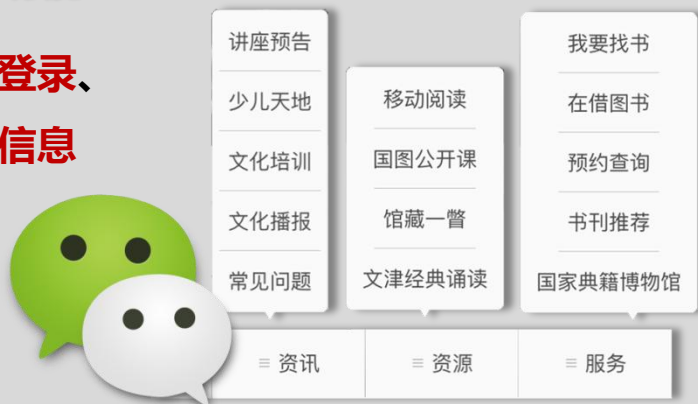 登录、
信息
讲座预告
少儿天地
文化培训
文化播报
常见问题
移动阅读
国图公开课
馆藏一瞥
文津经典诵读
我要找书
在借图书
预约查询
书刊推荐
国家典籍博物馆
≡ 资讯
≡ 资源
≡ 服务